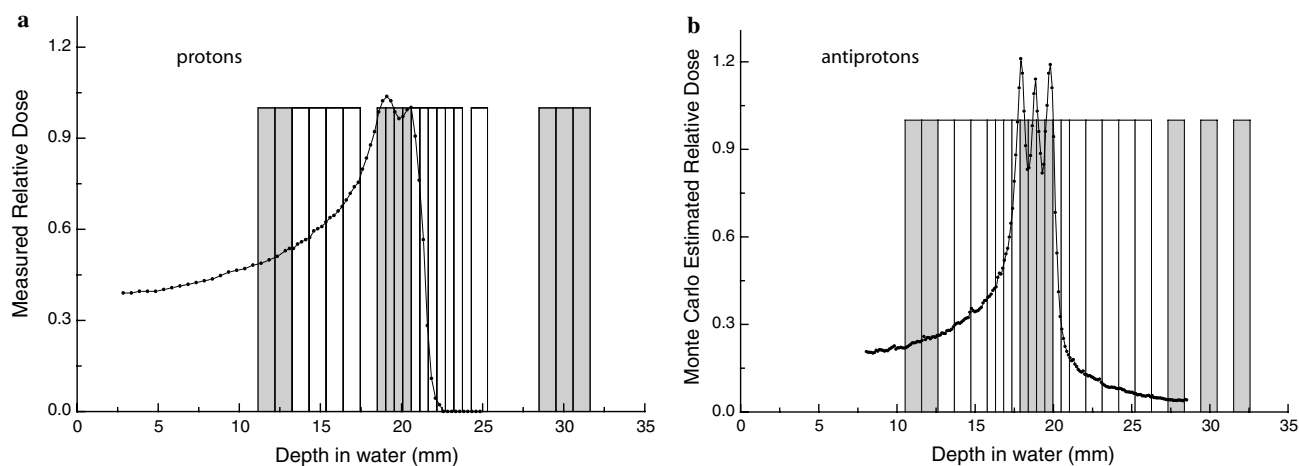 a
protons
Measured Relative Dose
1.2
0.9
0.6
0.3
0.0
0 5 10 15 20 25 30 35
Depth in water (mm)
b
antiprotons
Monte Carlo Estimated Relative Dose
1.2
0.9
0.6
0.3
0.0
0 5 10 15 20 25 30 35
Depth in water (mm)